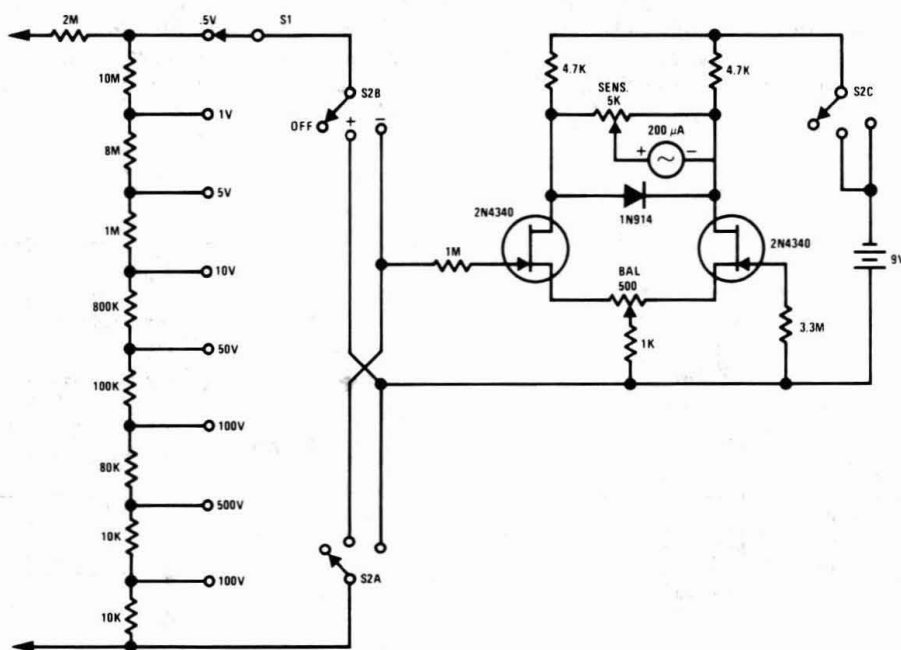 2M
.5V
S1
10M
1V
8M
5V
1M
10V
800K
50V
100K
100V
80K
500V
10K
100V
10K
S2B
OFF
+
−
S2A
4.7K
4.7K
SENS.
5K
200 μA
+
−
1N914
2N4340
2N4340
1M
BAL
500
1K
3.3M
S2C
9V